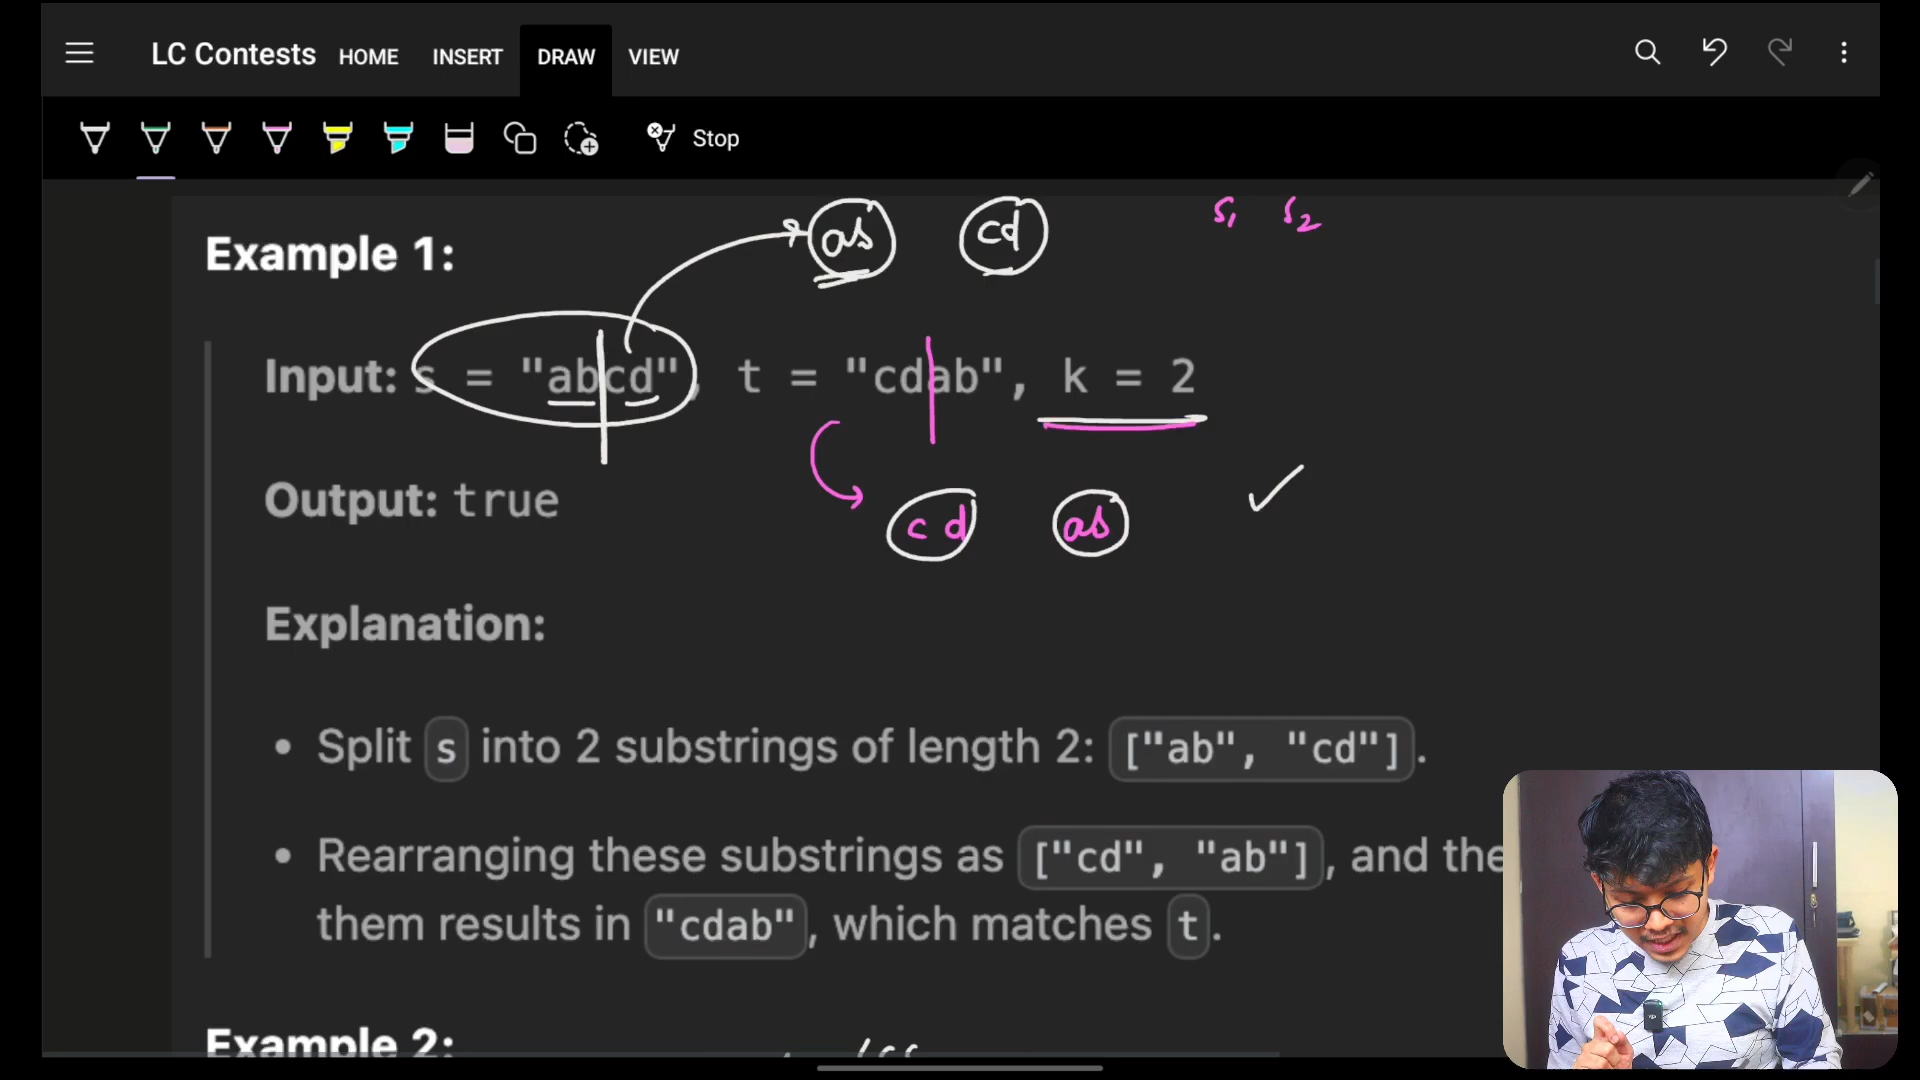 LC Contests HOME INSERT DRAW VIEW
Stop
ab cd s1 s2
Example 1:
Input: s = "abcd", t = "cdab", k = 2
Output: true
cd ab
Explanation:
• Split s into 2 substrings of length 2: ["ab", "cd"].
• Rearranging these substrings as ["cd", "ab"], and the
them results in "cdab", which matches t.
Example 2: